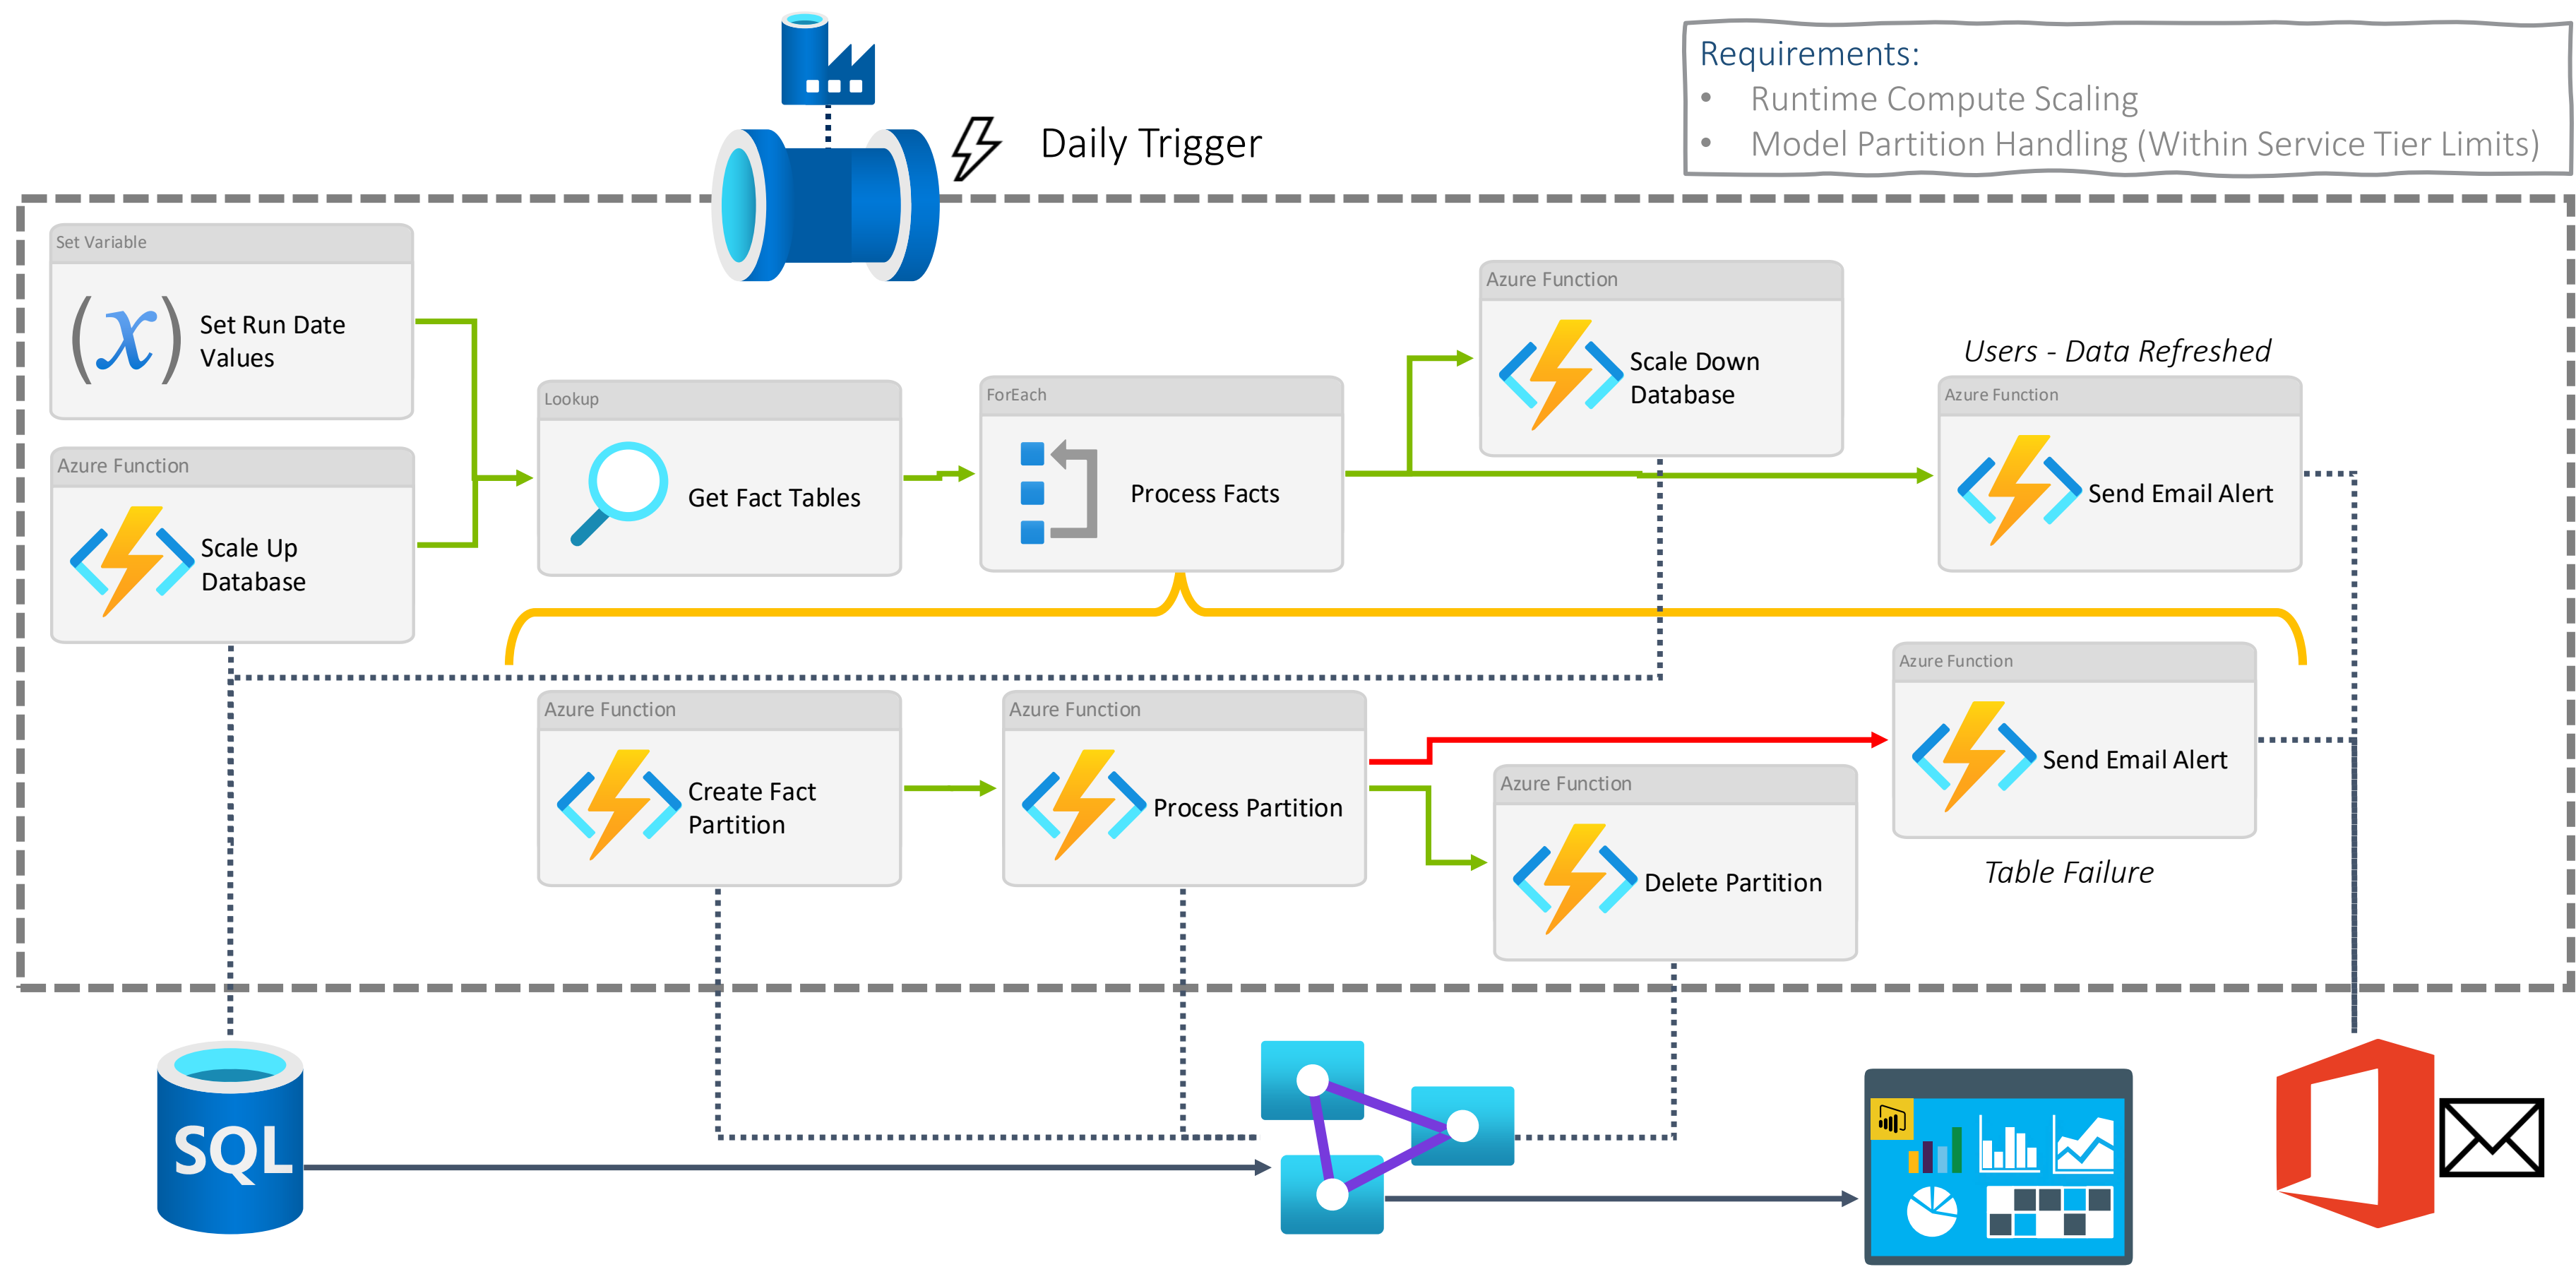 Requirements:
• Runtime Compute Scaling
• Model Partition Handling (Within Service Tier Limits)
Daily Trigger
Set Variable
Set Run Date
Values
Azure Function
Scale Up
Database
Lookup
Get Fact Tables
ForEach
Process Facts
Azure Function
Scale Down
Database
Users - Data Refreshed
Azure Function
Send Email Alert
Azure Function
Create Fact
Partition
Azure Function
Process Partition
Azure Function
Delete Partition
Azure Function
Send Email Alert
Table Failure
SQL